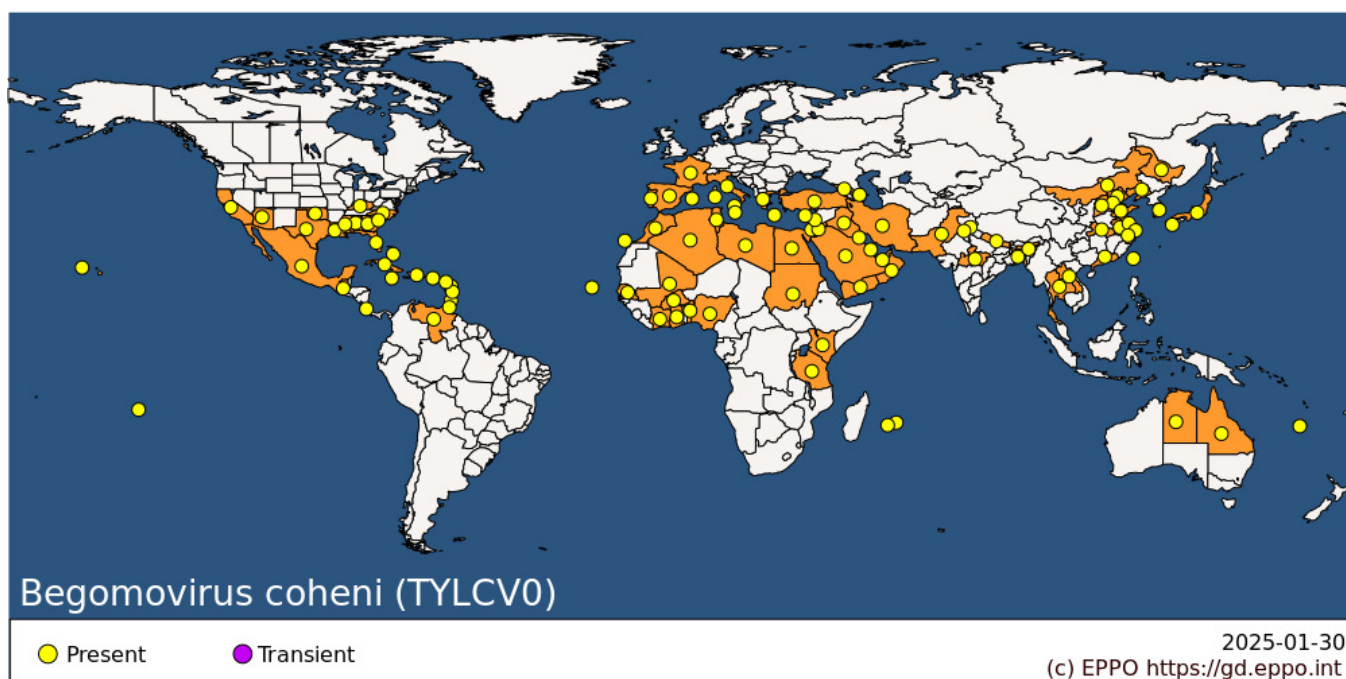 Begomovirus coheni (TYLCV0)
Present
Transient
2025-01-30
(c) EPPO https://gd.eppo.int